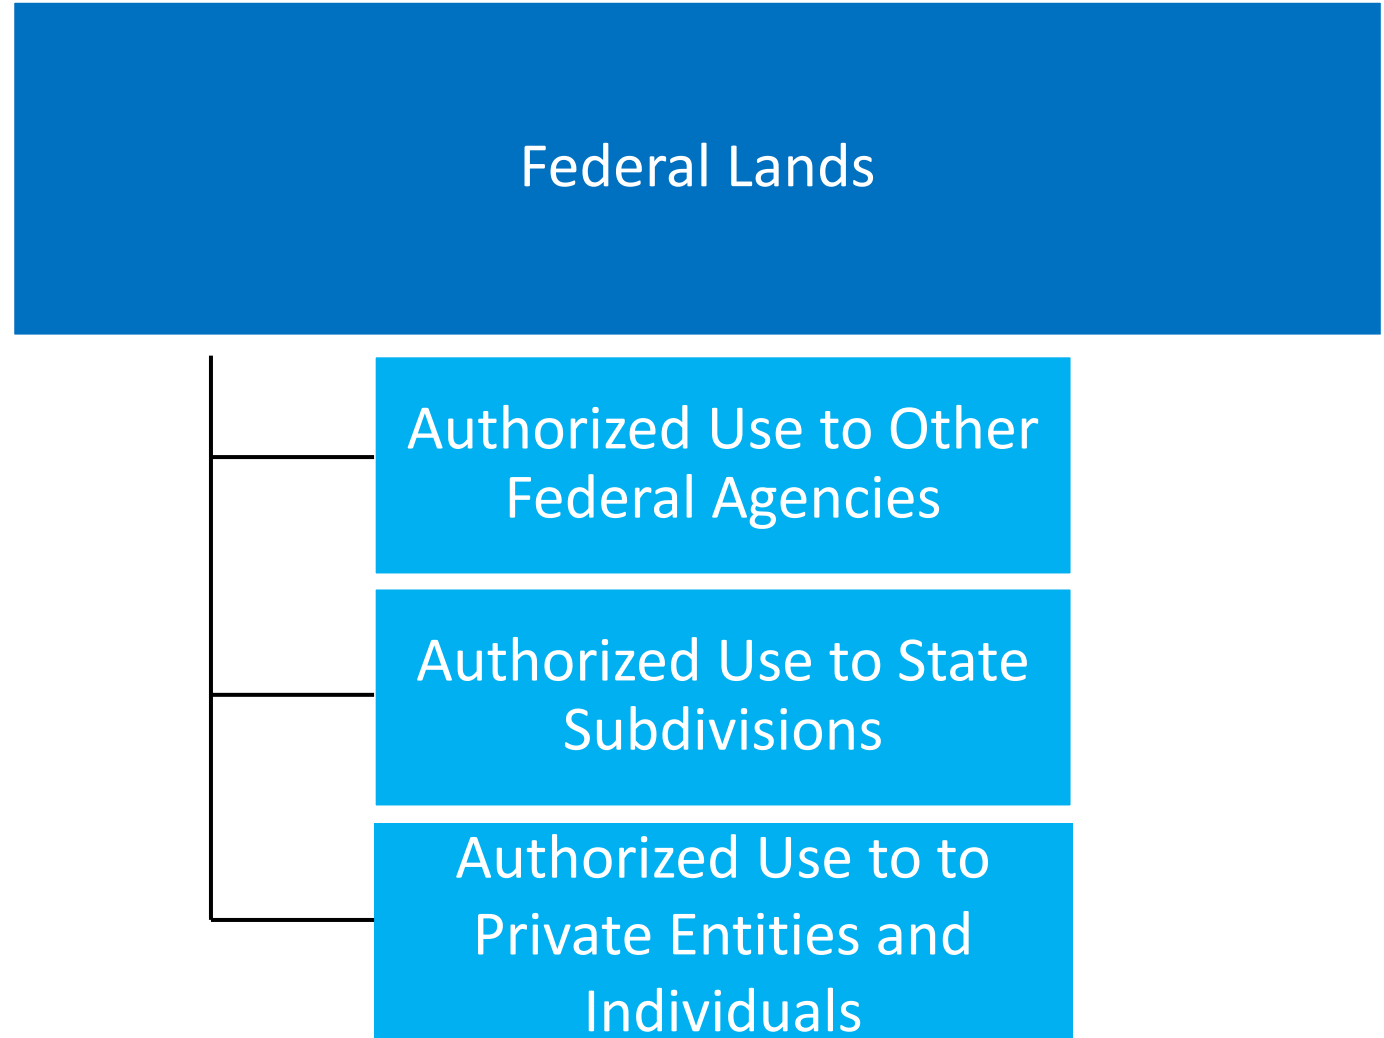 Federal Lands
Authorized Use to Other
Federal Agencies
Authorized Use to State
Subdivisions
Authorized Use to to
Private Entities and
Individuals